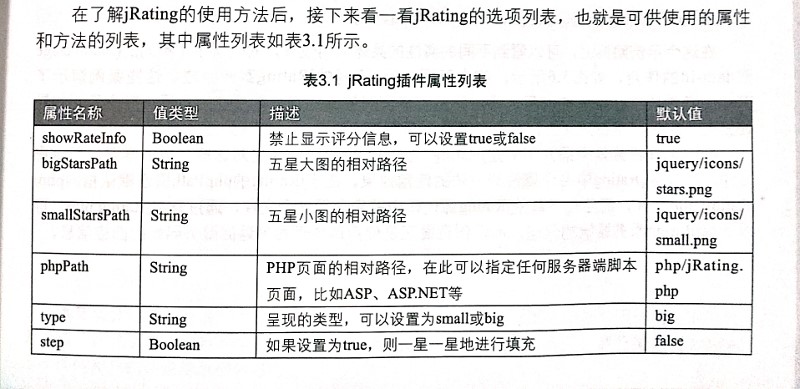 在了解jRating的使用方法后，接下来看一看jRating的选项列表，也就是可供使用的属性
和方法的列表，其中属性列表如表3.1所示。
表3.1 jRating插件属性列表
属性名称 值类型 描述 默认值
showRateInfo Boolean 禁止显示评分信息，可以设置true或false true
bigStarsPath String 五星大图的相对路径 jquery/icons/
stars.png
smallStarsPath String 五星小图的相对路径 jquery/icons/
small.png
phpPath String PHP页面的相对路径，在此可以指定任何服务器端脚本 php/jRating.
页面，比如ASP、ASP.NET等 php
type String 呈现的类型，可以设置为small或big big
step Boolean 如果设置为true，则一星一星地进行填充 false